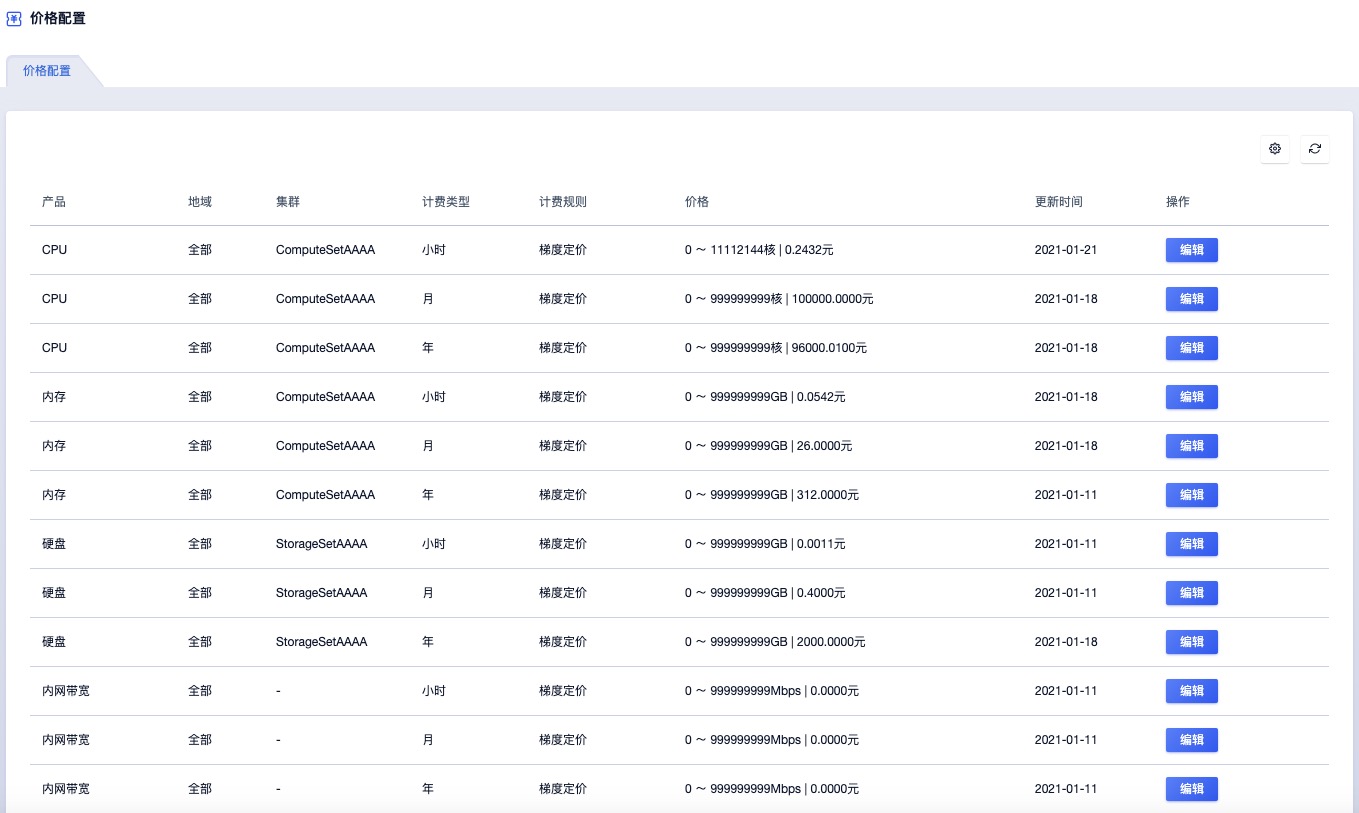 价格配置
价格配置
产品 地域 集群 计费类型 计费规则 价格 更新时间 操作
CPU 全部 ComputeSetAAAA 小时 梯度定价 0 ～ 11112144核 | 0.2432元 2021-01-21 编辑
CPU 全部 ComputeSetAAAA 月 梯度定价 0 ～ 999999999核 | 100000.0000元 2021-01-18 编辑
CPU 全部 ComputeSetAAAA 年 梯度定价 0 ～ 999999999核 | 96000.0100元 2021-01-18 编辑
内存 全部 ComputeSetAAAA 小时 梯度定价 0 ～ 999999999GB | 0.0542元 2021-01-18 编辑
内存 全部 ComputeSetAAAA 月 梯度定价 0 ～ 999999999GB | 26.0000元 2021-01-18 编辑
内存 全部 ComputeSetAAAA 年 梯度定价 0 ～ 999999999GB | 312.0000元 2021-01-11 编辑
硬盘 全部 StorageSetAAAA 小时 梯度定价 0 ～ 999999999GB | 0.0011元 2021-01-11 编辑
硬盘 全部 StorageSetAAAA 月 梯度定价 0 ～ 999999999GB | 0.4000元 2021-01-11 编辑
硬盘 全部 StorageSetAAAA 年 梯度定价 0 ～ 999999999GB | 2000.0000元 2021-01-18 编辑
内网带宽 全部 - 小时 梯度定价 0 ～ 999999999Mbps | 0.0000元 2021-01-11 编辑
内网带宽 全部 - 月 梯度定价 0 ～ 999999999Mbps | 0.0000元 2021-01-11 编辑
内网带宽 全部 - 年 梯度定价 0 ～ 999999999Mbps | 0.0000元 2021-01-11 编辑